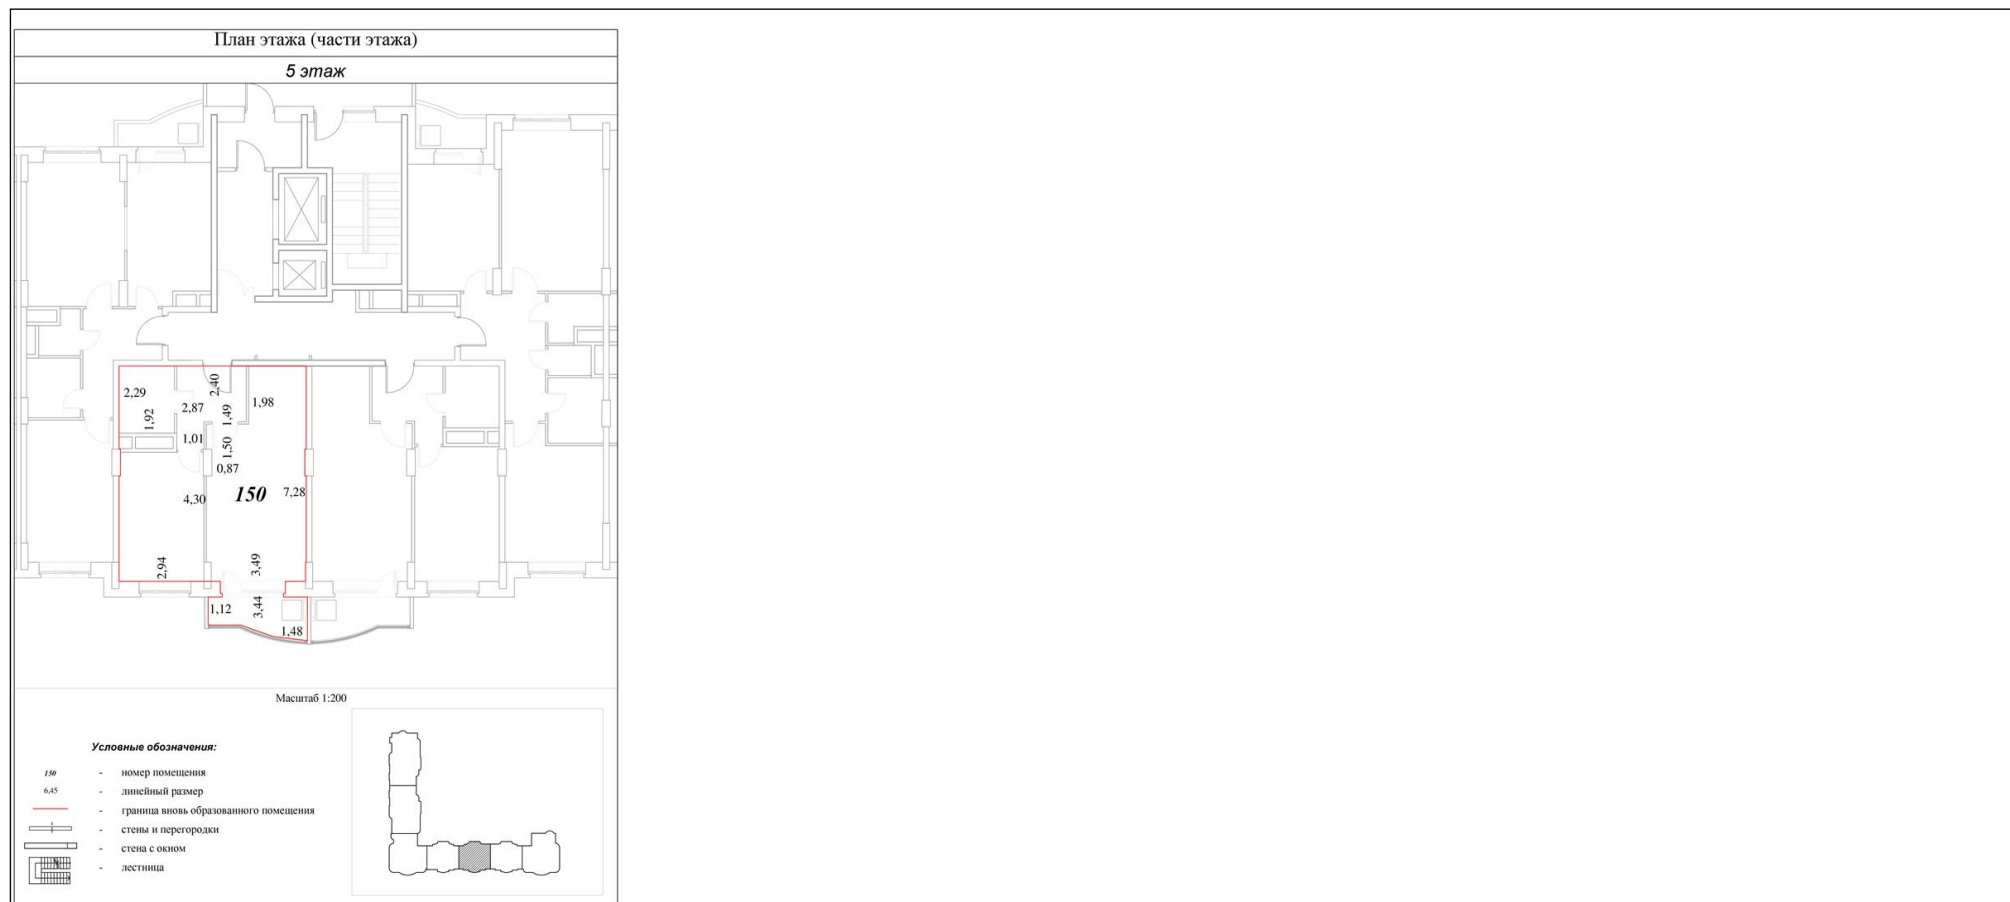 План этажа (части этажа)
5 этаж
2,29
2,40
1,98
2,87
1,49
1,92
1,01
1,50
0,87
4,30
150
7,28
2,94
3,49
1,12
3,44
1,48
Масштаб 1:200
Условные обозначения:
150 - номер помещения
6,45 - линейный размер
- граница вновь образованного помещения
- стены и перегородки
- стена с окном
- лестница